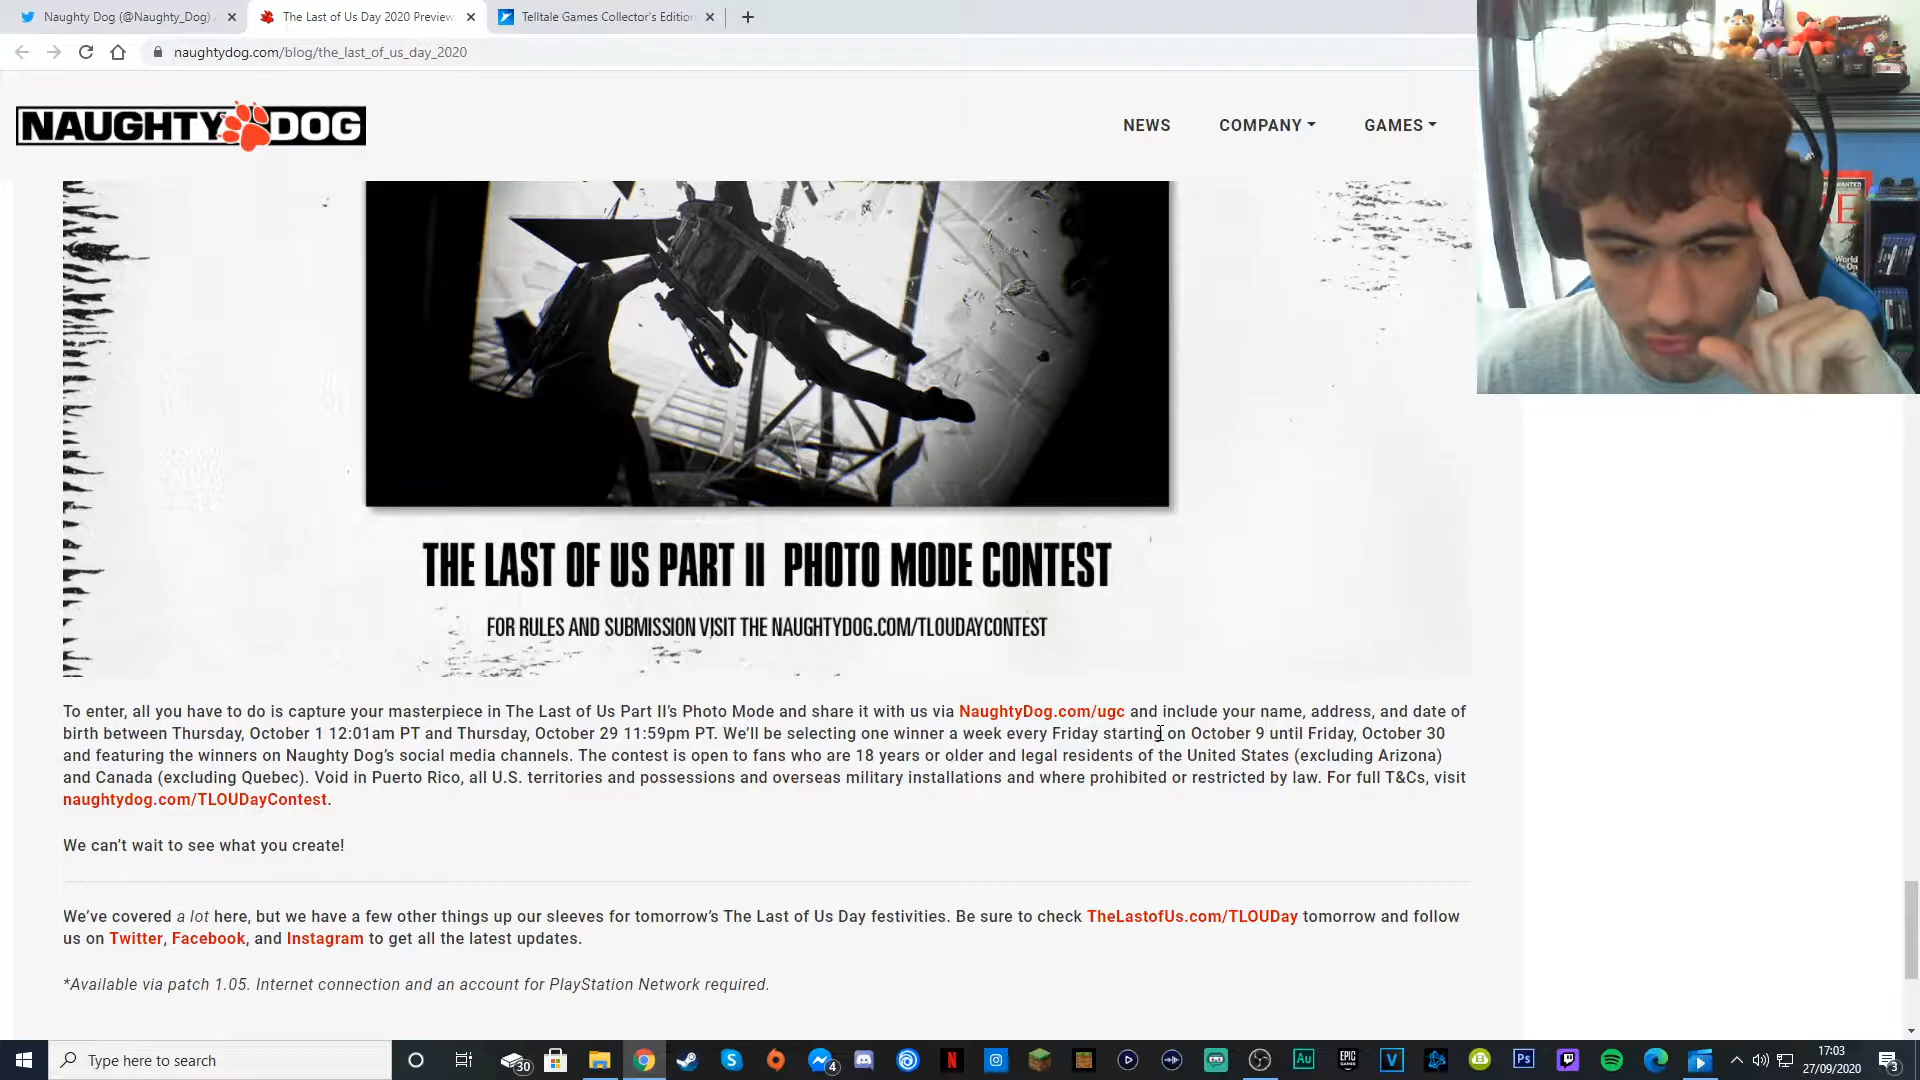 Naughty Dog (@Naughty_Dog)
The Last of Us Day 2020 Preview
Telltale Games Collector's Edition
naughtydog.com/blog/the_last_of_us_day_2020
NAUGHTY DOG
NEWS
COMPANY
GAMES
THE LAST OF US PART II PHOTO MODE CONTEST
FOR RULES AND SUBMISSION VISIT THE NAUGHTYDOG.COM/TLOUDAYCONTEST
To enter, all you have to do is capture your masterpiece in The Last of Us Part II's Photo Mode and share it with us via NaughtyDog.com/ugc and include your name, address, and date of
birth between Thursday, October 1 12:01am PT and Thursday, October 29 11:59pm PT. We'll be selecting one winner a week every Friday starting on October 9 until Friday, October 30
and featuring the winners on Naughty Dog's social media channels. The contest is open to fans who are 18 years or older and legal residents of the United States (excluding Arizona)
and Canada (excluding Quebec). Void in Puerto Rico, all U.S. territories and possessions and overseas military installations and where prohibited or restricted by law. For full T&Cs, visit
naughtydog.com/TLOUDayContest.
We can't wait to see what you create!
We've covered a lot here, but we have a few other things up our sleeves for tomorrow's The Last of Us Day festivities. Be sure to check TheLastofUs.com/TLOUDay tomorrow and follow
us on Twitter, Facebook, and Instagram to get all the latest updates.
*Available via patch 1.05. Internet connection and an account for PlayStation Network required.
Type here to search
30
4
Au
EPIC
GAMES
V
Ps
17:03
27/09/2020
3